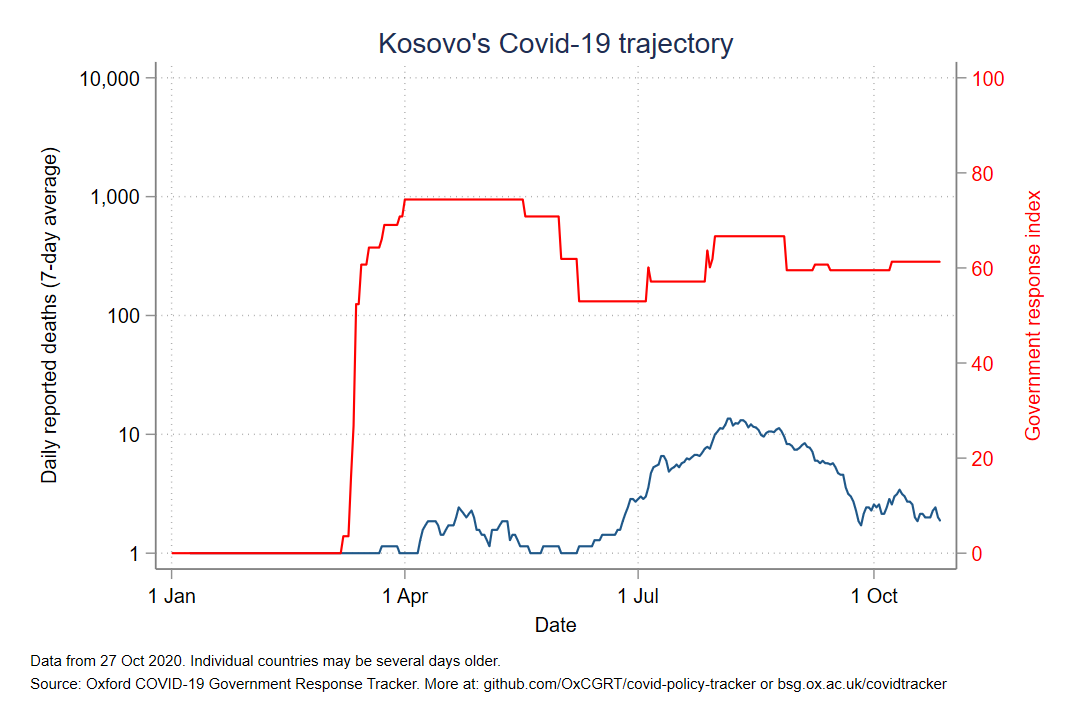 Kosovo's Covid-19 trajectory
10,000
1,000
100
10
1
Daily reported deaths (7-day average)
100
80
60
40
20
0
Government response index
1 Jan
1 Apr
1 Jul
1 Oct
Date
Data from 27 Oct 2020. Individual countries may be several days older.
Source: Oxford COVID-19 Government Response Tracker. More at: github.com/OxCGRT/covid-policy-tracker or bsg.ox.ac.uk/covidtracker